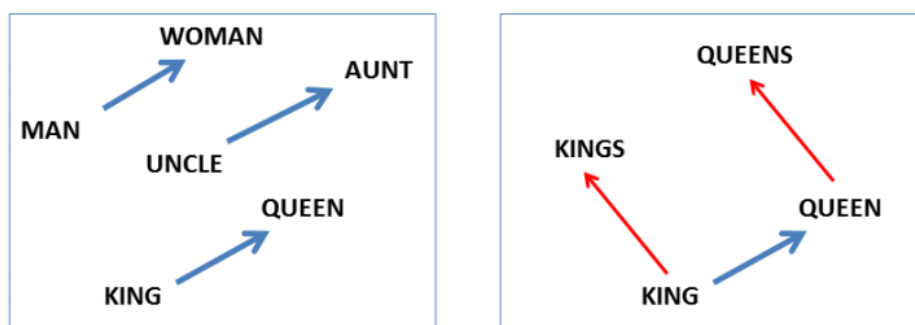 WOMAN
AUNT
MAN
UNCLE
QUEEN
KING
QUEENS
KINGS
QUEEN
KING